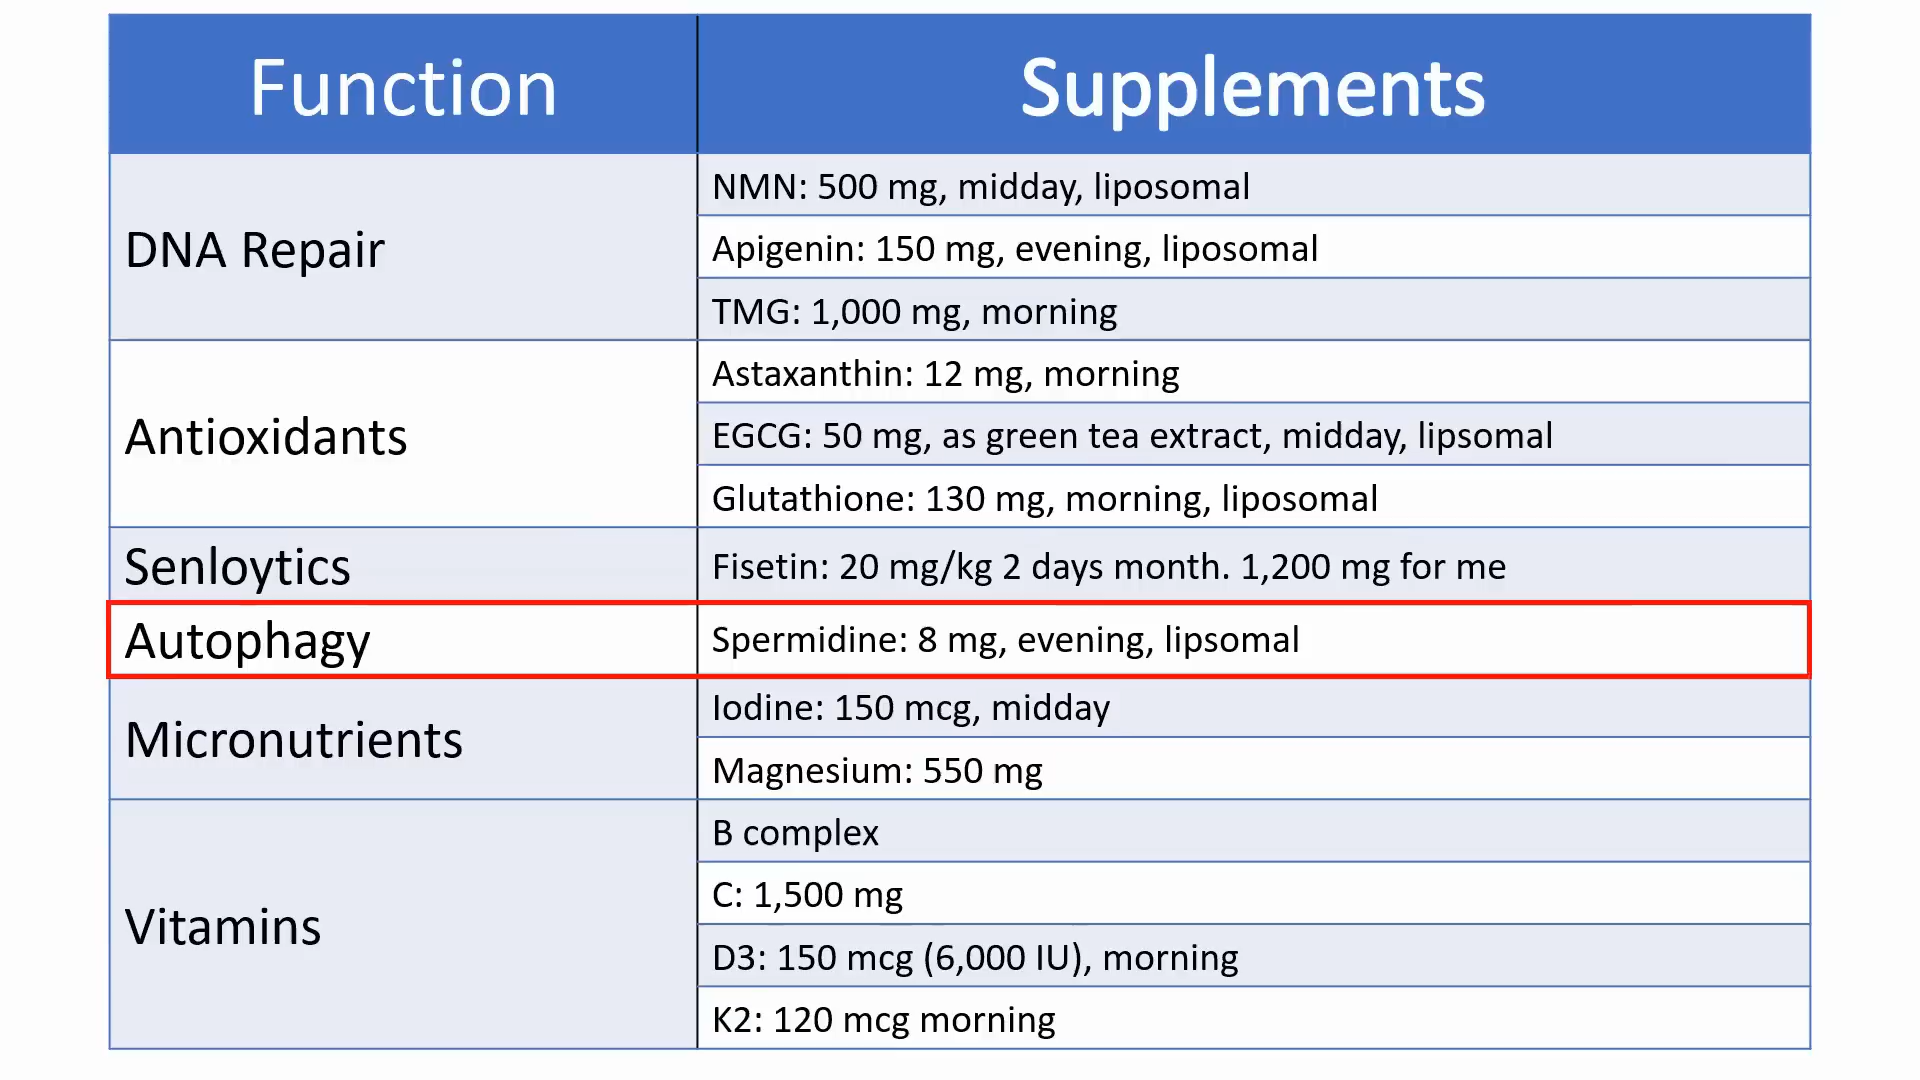 Function
Supplements
DNA Repair
NMN: 500 mg, midday, liposomal
Apigenin: 150 mg, evening, liposomal
TMG: 1,000 mg, morning
Antioxidants
Astaxanthin: 12 mg, morning
EGCG: 50 mg, as green tea extract, midday, lipsomal
Glutathione: 130 mg, morning, liposomal
Senloytics
Fisetin: 20 mg/kg 2 days month. 1,200 mg for me
Autophagy
Spermidine: 8 mg, evening, lipsomal
Micronutrients
Iodine: 150 mcg, midday
Magnesium: 550 mg
Vitamins
B complex
C: 1,500 mg
D3: 150 mcg (6,000 IU), morning
K2: 120 mcg morning